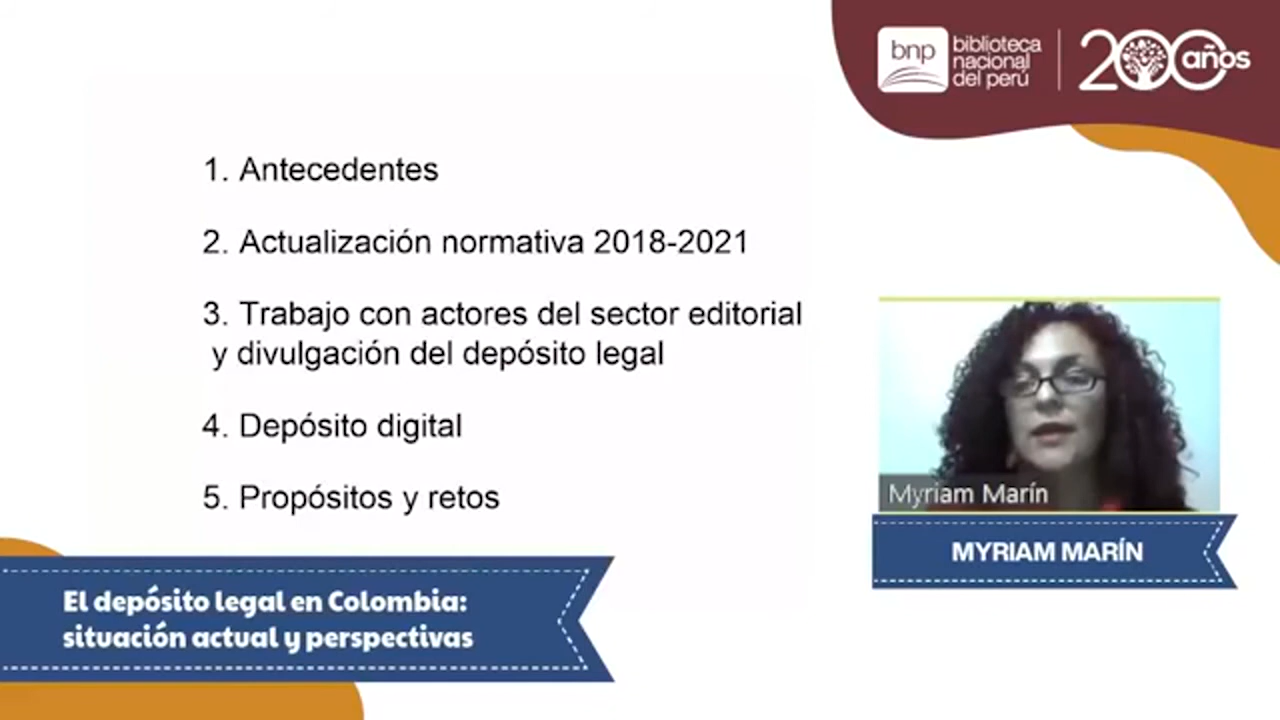 bnp
biblioteca
nacional
del perú
200 años
1. Antecedentes
2. Actualización normativa 2018-2021
3. Trabajo con actores del sector editorial
y divulgación del depósito legal
4. Depósito digital
5. Propósitos y retos
Myriam Marín
MYRIAM MARÍN
El depósito legal en Colombia:
situación actual y perspectivas